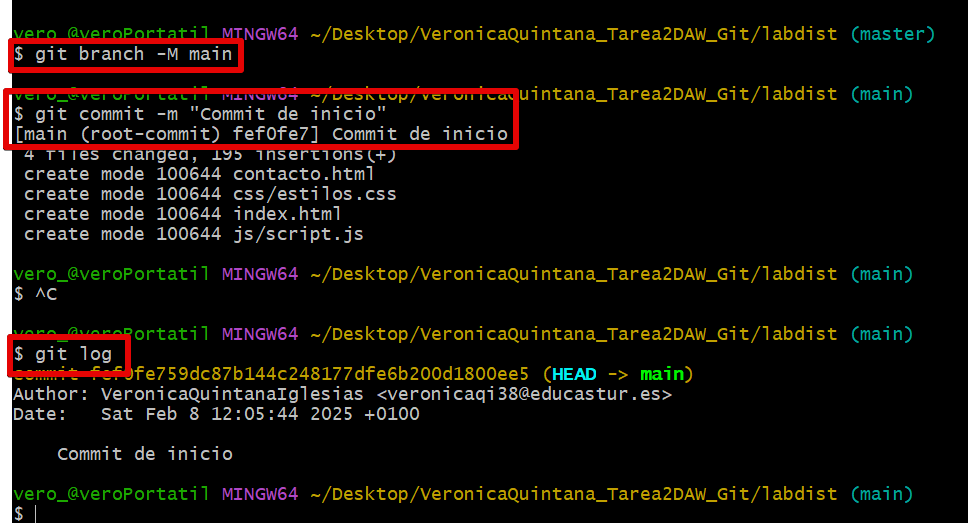 vero_@veroPortatil MINGW64 ~/Desktop/VeronicaQuintana_Tarea2DAW_Git/labdist (master)
$ git branch -M main
vero_@veroPortatil MINGW64 ~/Desktop/VeronicaQuintana_Tarea2DAW_Git/labdist (main)
$ git commit -m "Commit de inicio"
[main (root-commit) fef0fe7] Commit de inicio
4 files changed, 195 insertions(+)
create mode 100644 contacto.html
create mode 100644 css/estilos.css
create mode 100644 index.html
create mode 100644 js/script.js
vero_@veroPortatil MINGW64 ~/Desktop/VeronicaQuintana_Tarea2DAW_Git/labdist (main)
$ ^C
vero_@veroPortatil MINGW64 ~/Desktop/VeronicaQuintana_Tarea2DAW_Git/labdist (main)
$ git log
commit fef0fe759dc87b144c248177dfe6b200d1800ee5 (HEAD -> main)
Author: VeronicaQuintanaIglesias <veronicaqi38@educastur.es>
Date:   Sat Feb 8 12:05:44 2025 +0100
Commit de inicio
vero_@veroPortatil MINGW64 ~/Desktop/VeronicaQuintana_Tarea2DAW_Git/labdist (main)
$